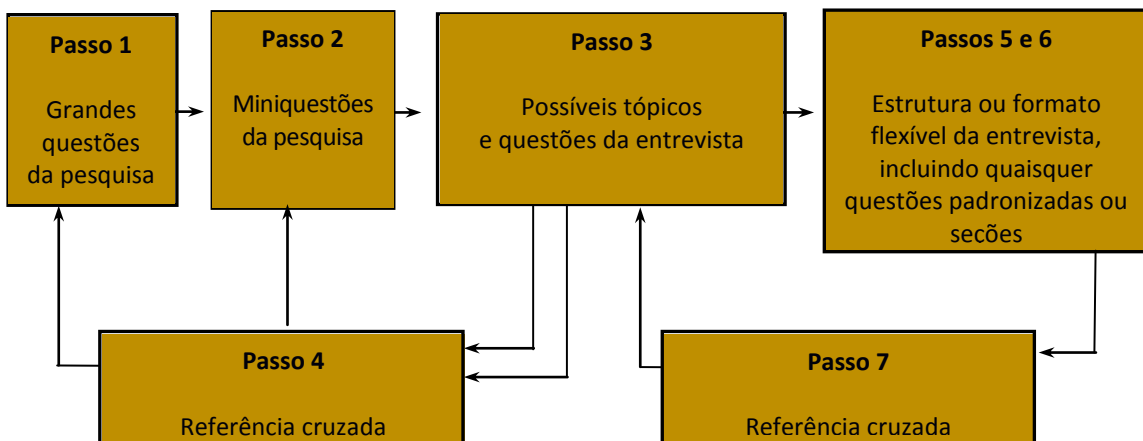 Passo 1
Grandes
questões
da pesquisa
Passo 2
Miniquestões
da pesquisa
Passo 3
Possíveis tópicos
e questões da entrevista
Passos 5 e 6
Estrutura ou formato
flexível da entrevista,
incluindo quaisquer
questões padronizadas ou
seções
Passo 4
Referência cruzada
Passo 7
Referência cruzada